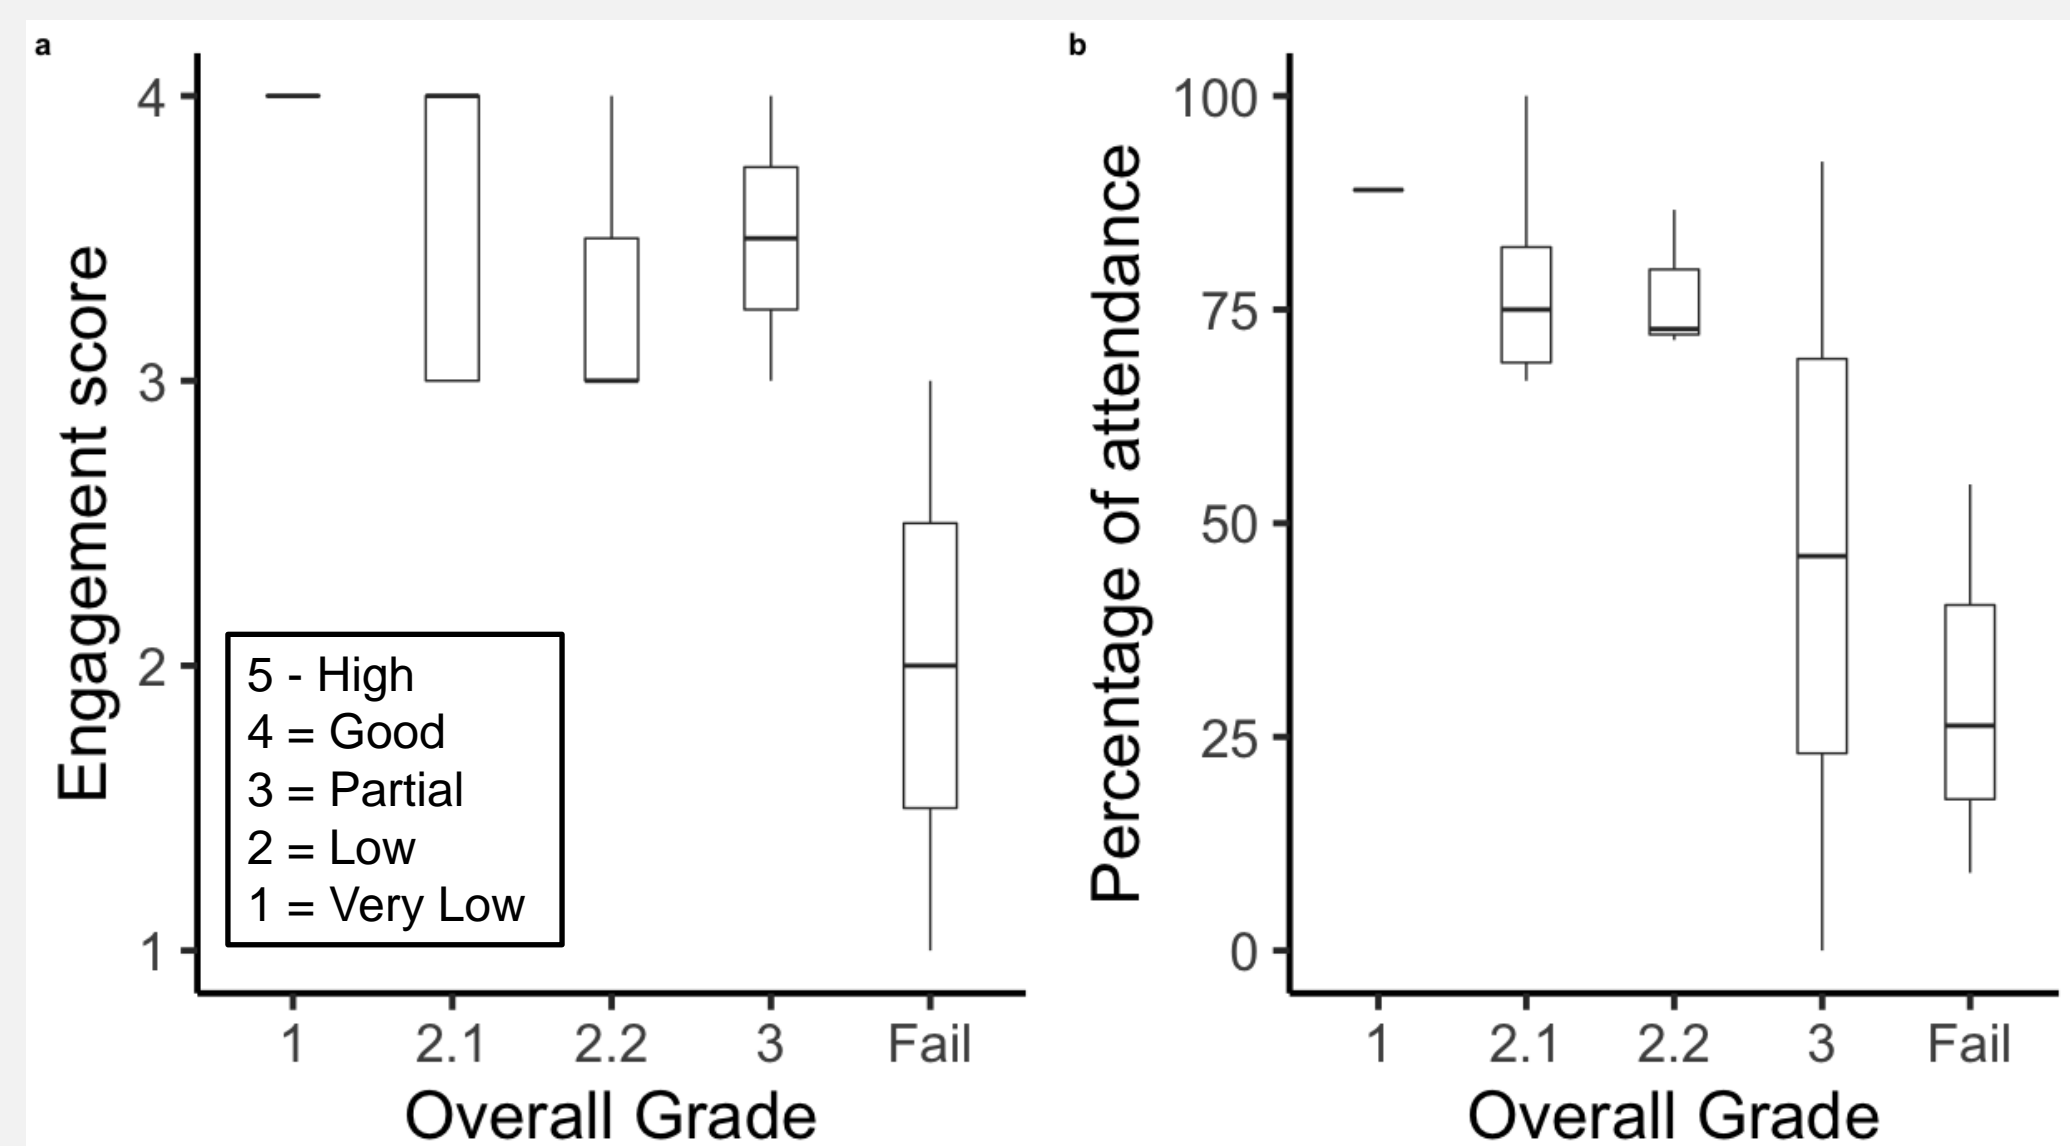 a
Engagement score
4
3
2
1
5 - High
4 = Good
3 = Partial
2 = Low
1 = Very Low
1 2.1 2.2 3 Fail
Overall Grade
b
Percentage of attendance
100
75
50
25
0
1 2.1 2.2 3 Fail
Overall Grade